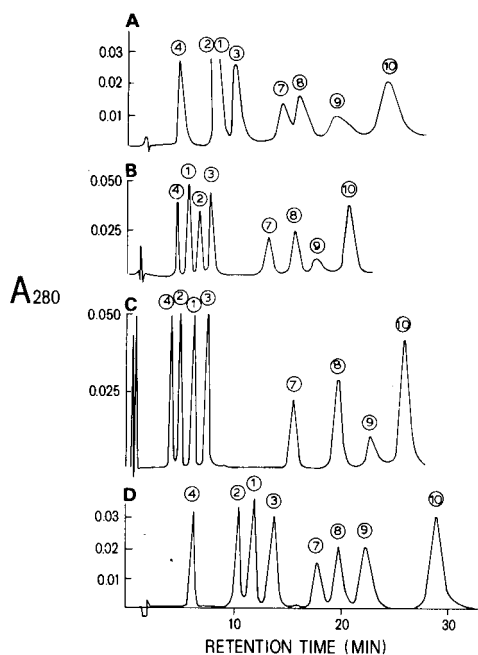 A
④ ② ① ③ ⑦ ⑧ ⑨ ⑩
0.03
0.02
0.01
B
④ ① ② ③ ⑦ ⑧ ⑨ ⑩
0.050
0.025
A280
C
④ ② ① ③ ⑦ ⑧ ⑨ ⑩
0.050
0.025
D
④ ② ① ③ ⑦ ⑧ ⑨ ⑩
0.03
0.02
0.01
10 20 30
RETENTION TIME (MIN)